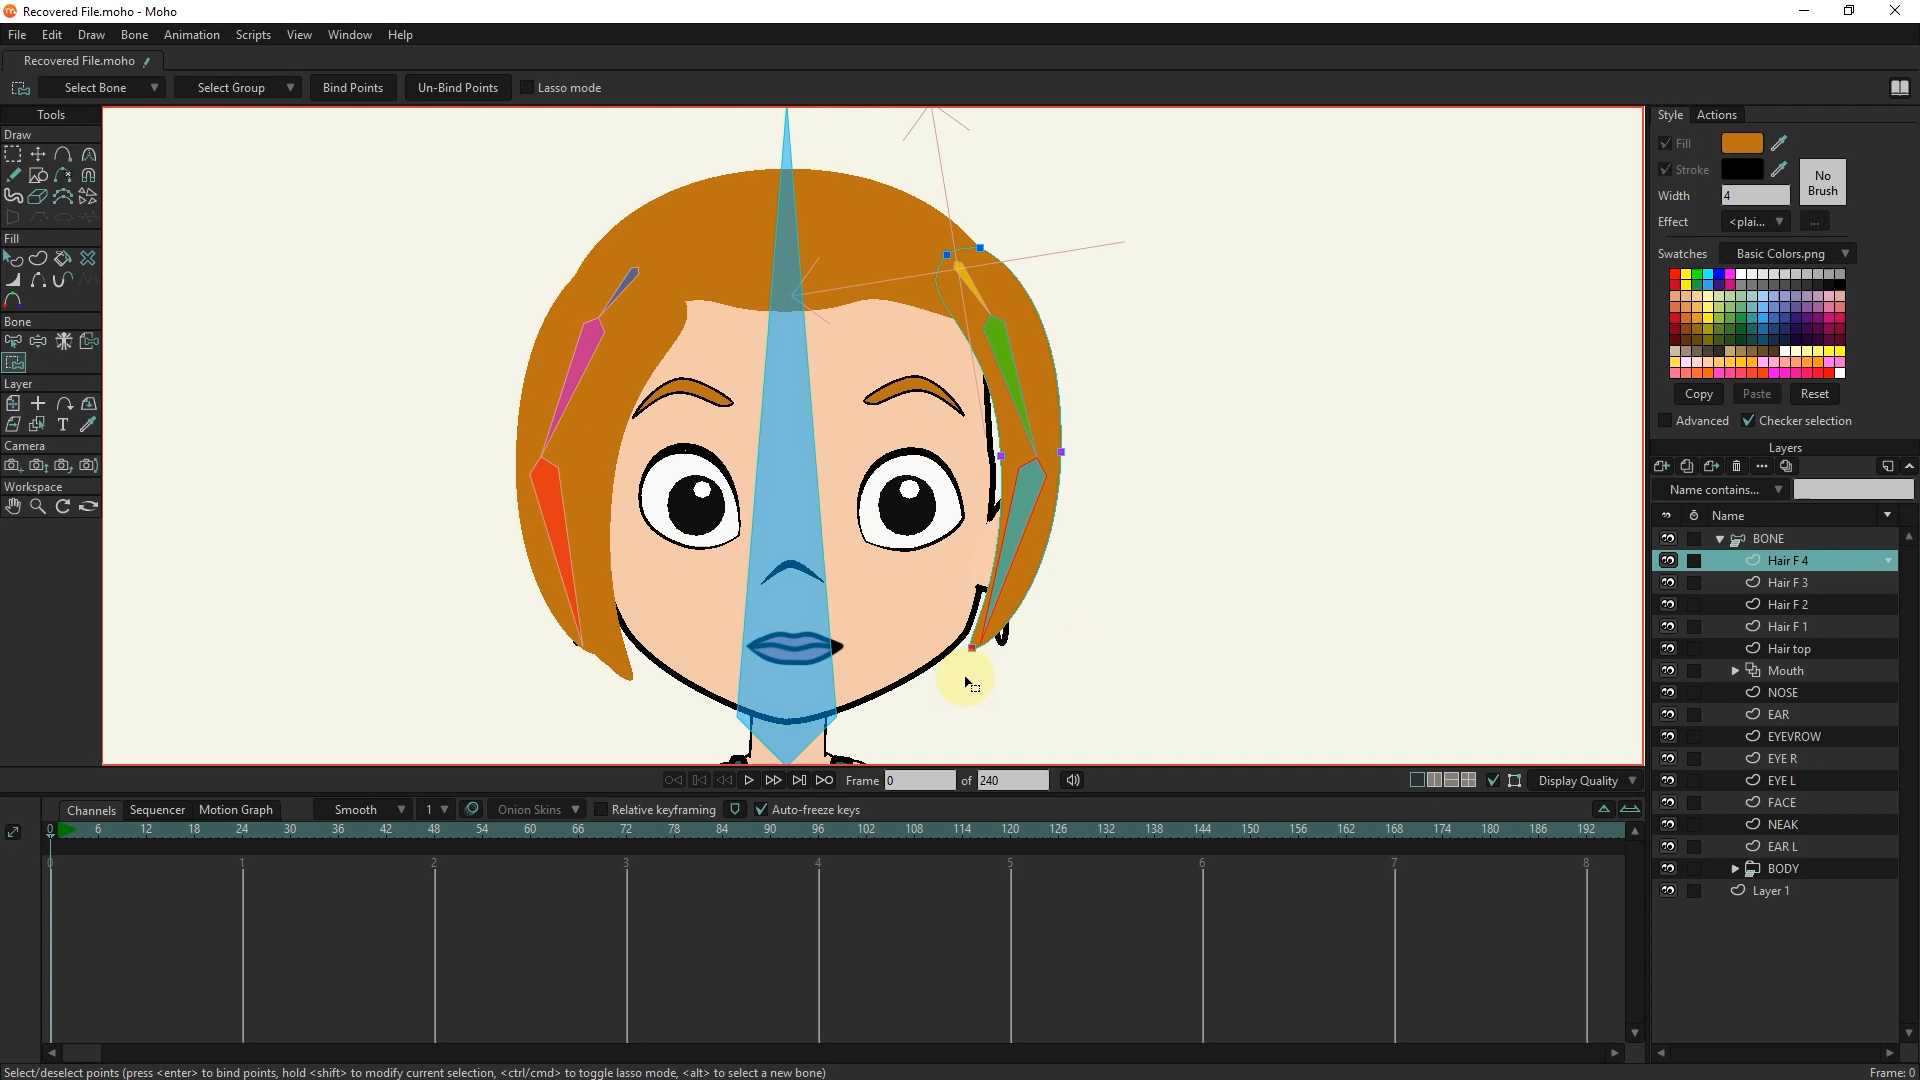 Recovered File.moho - Moho
File Edit Draw Bone Animation Scripts View Window Help
Recovered File.moho
Select Bone Select Group Bind Points Un-Bind Points Lasso mode
Tools
Draw
Fill
Bone
Layer
Camera
Workspace
Style Actions
Fill
Stroke
No Brush
Width 4
Effect <plai... ...
Swatches Basic Colors.png
Copy Paste Reset
Advanced Checker selection
Layers
Name contains...
Name
BONE
Hair F 4
Hair F 3
Hair F 2
Hair F 1
Hair top
Mouth
NOSE
EAR
EYEVROW
EYE R
EYE L
FACE
NEAK
EAR L
BODY
Layer 1
Frame 0 of 240 Display Quality
Channels Sequencer Motion Graph Smooth 1 Onion Skins Relative keyframing Auto-freeze keys
0 6 12 18 24 30 36 42 48 54 60 66 72 78 84 90 96 102 108 114 120 126 132 138 144 150 156 162 168 174 180 186 192
0 1 2 3 4 5 6 7 8
Select/deselect points (press <enter> to bind points, hold <shift> to modify current selection, <ctrl/cmd> to toggle lasso mode, <alt> to select a new bone) Frame: 0